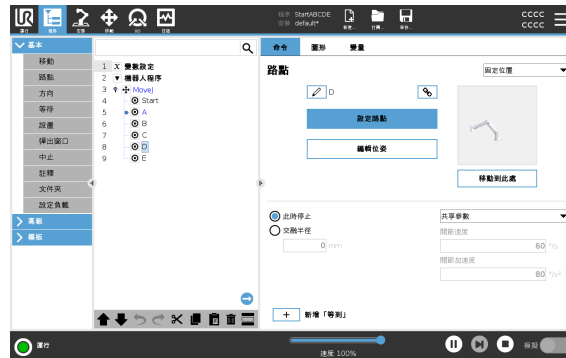 UR
運行
程序
安裝
移動
I/O
日誌
程序 StartABCDE
安裝 default*
新建...
打開...
保存...
CCCC
CCCC
基本
移動
路點
方向
等待
設置
彈出窗口
中止
註釋
文件夾
設定負載
高級
模板
1 X 變數設定
2 機器人程序
3 MoveJ
4 Start
5 A
6 B
7 C
8 D
9 E
命令 圖形 變量
路點
固定位置
D
設定路點
編輯位姿
移動到此處
此時停止
交融半徑
0 mm
共享參數
關節速度
60 °/s
關節加速度
80 °/s²
+ 新增「等到」
運行
速度 100%
模擬